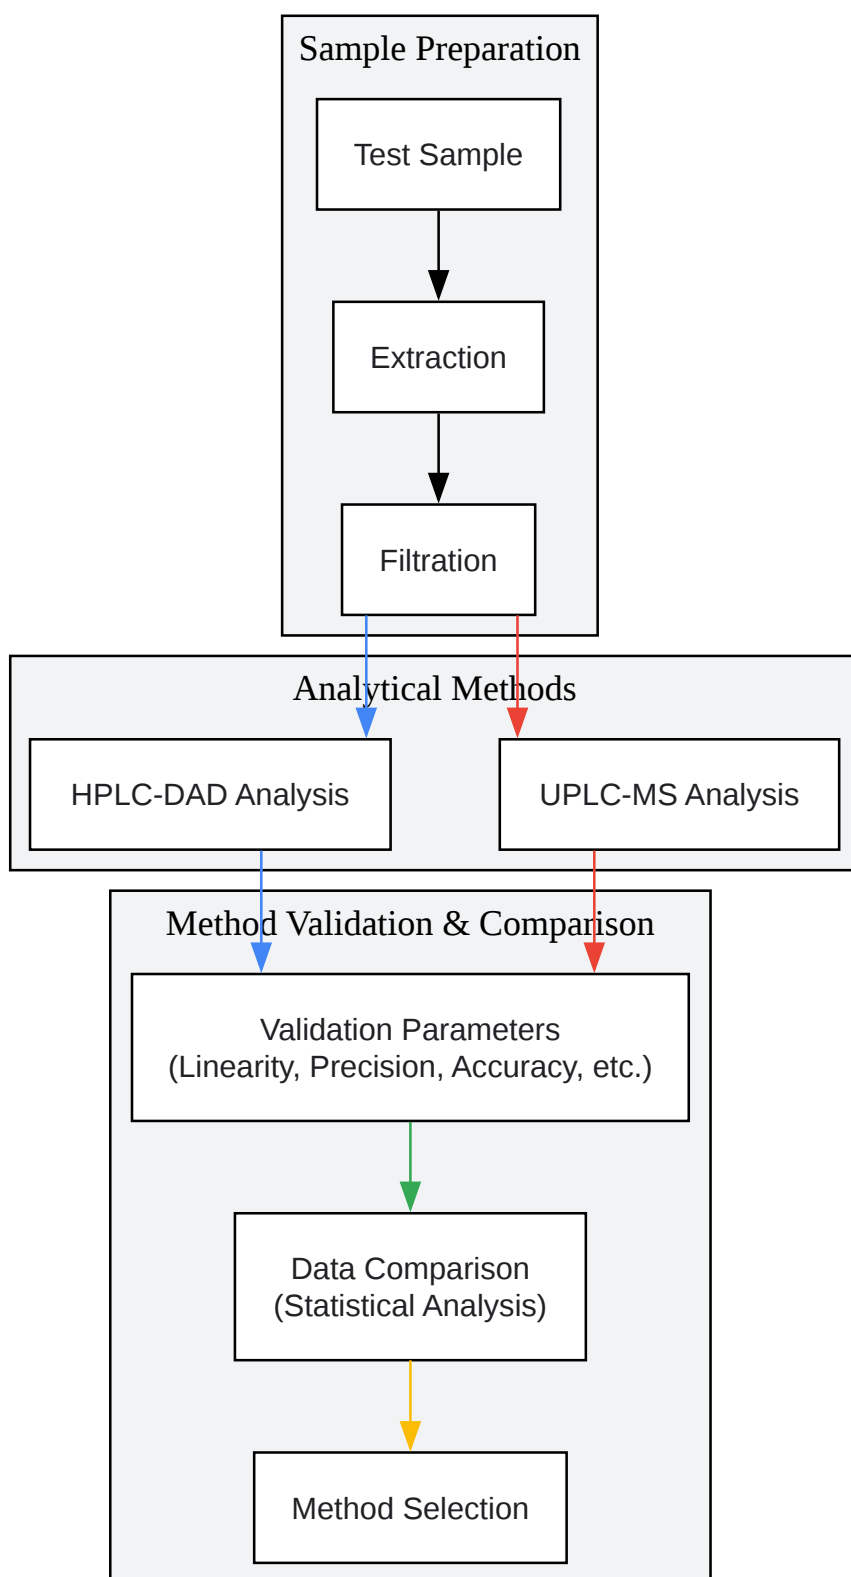 Sample Preparation
Test Sample
Extraction
Filtration
Analytical Methods
HPLC-DAD Analysis
UPLC-MS Analysis
Method Validation & Comparison
Validation Parameters
(Linearity, Precision, Accuracy, etc.)
Data Comparison
(Statistical Analysis)
Method Selection